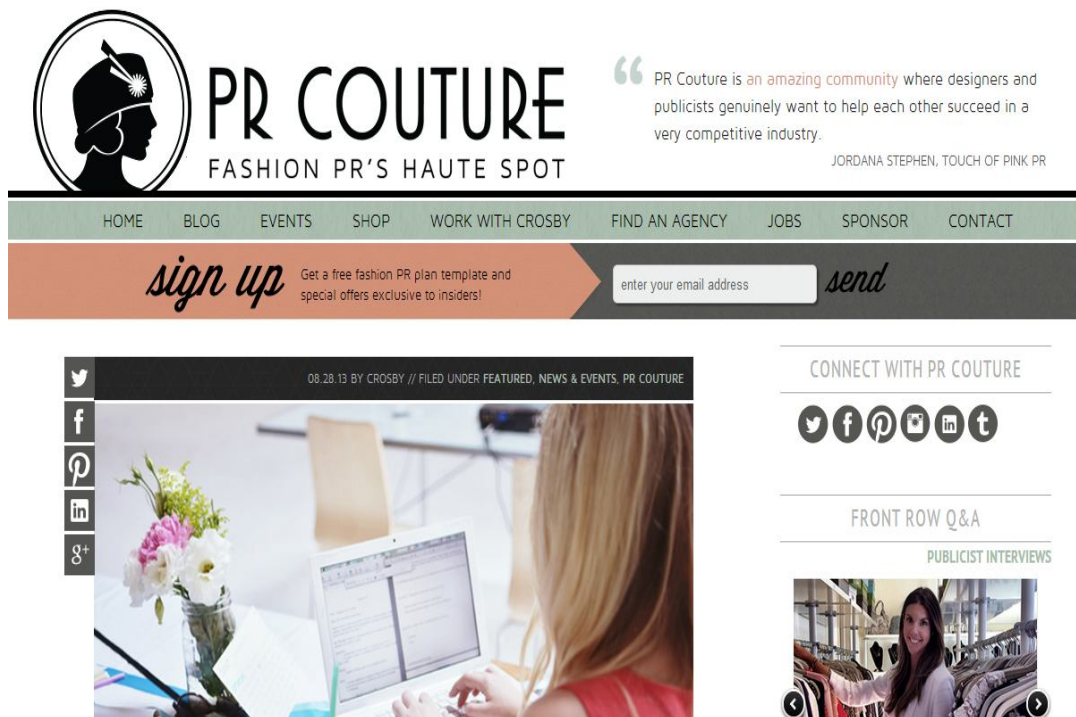 PR COUTURE
FASHION PR'S HAUTE SPOT
“ PR Couture is an amazing community where designers and
publicists genuinely want to help each other succeed in a
very competitive industry.
JORDANA STEPHEN, TOUCH OF PINK PR
HOME BLOG EVENTS SHOP WORK WITH CROSBY FIND AN AGENCY JOBS SPONSOR CONTACT
sign up
Get a free fashion PR plan template and
special offers exclusive to insiders!
enter your email address
send
08.28.13 BY CROSBY // FILED UNDER FEATURED, NEWS & EVENTS, PR COUTURE
CONNECT WITH PR COUTURE
FRONT ROW Q&A
PUBLICIST INTERVIEWS